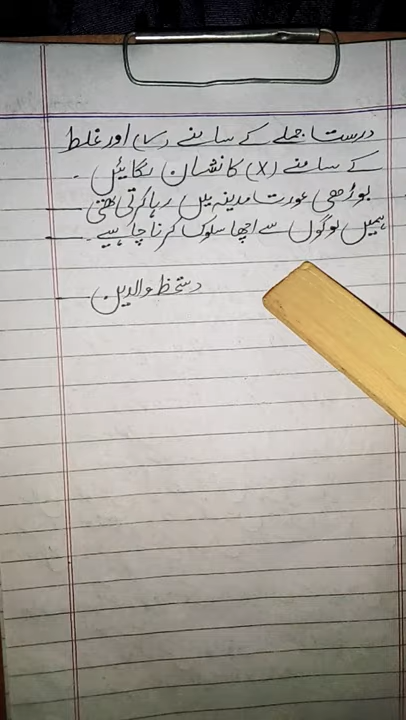 درست جملے کے سامنے (✓) اور غلط
کے سامنے (X) کا نشان لگائیں۔
بوڑھی عورت مدینہ میں رہا کرتی تھی
ہمیں لوگوں سے اچھا سلوک کرنا چاہیے۔
دستخط والدین